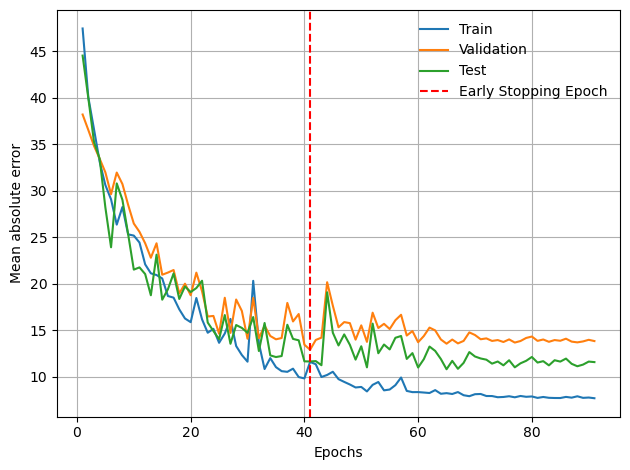 Mean absolute error
45
40
35
30
25
20
15
10
0
20
40
60
80
Epochs
Train
Validation
Test
Early Stopping Epoch